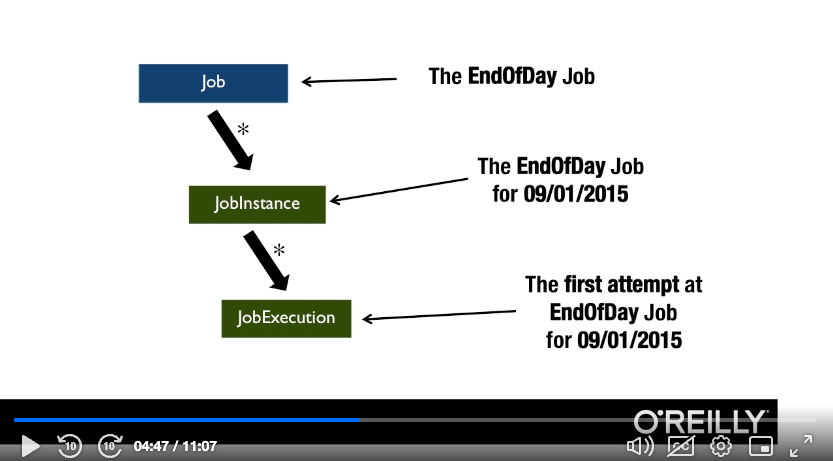 Job
The EndOfDay Job
*
The EndOfDay Job
for 09/01/2015
JobInstance
*
The first attempt at
EndOfDay Job
for 09/01/2015
JobExecution
O'REILLY
10
10
04:47 / 11:07
CC